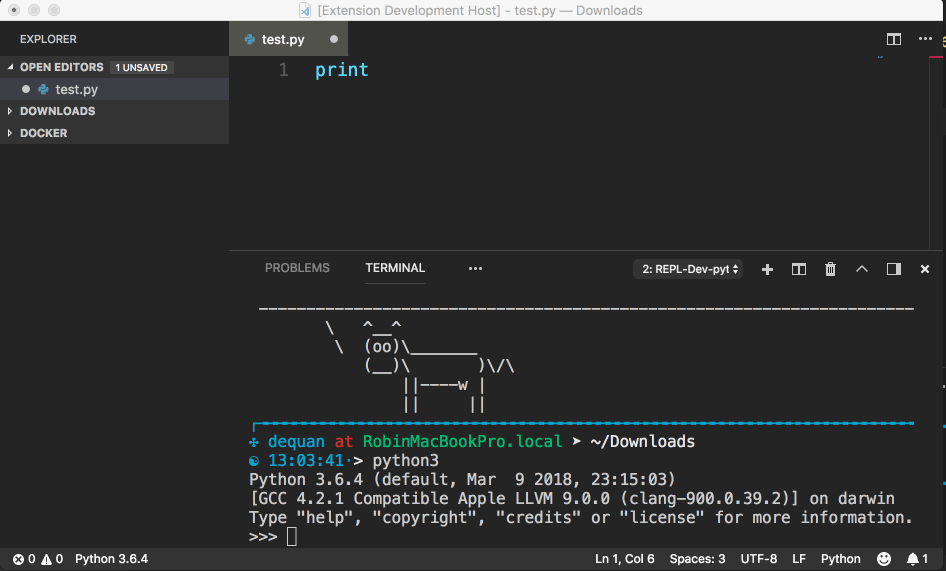 [Extension Development Host] - test.py — Downloads
EXPLORER
OPEN EDITORS 1 UNSAVED
test.py
DOWNLOADS
DOCKER
test.py
1 print
PROBLEMS TERMINAL ··· 2: REPL-Dev-pyt
 \   ^__^
  \  (oo)\_______
     (__)\       )\/\
         ||----w |
         ||     ||
dequan at RobinMacBookPro.local ➤ ~/Downloads
13:03:41·> python3
Python 3.6.4 (default, Mar  9 2018, 23:15:03)
[GCC 4.2.1 Compatible Apple LLVM 9.0.0 (clang-900.0.39.2)] on darwin
Type "help", "copyright", "credits" or "license" for more information.
>>>
0 0 Python 3.6.4 Ln 1, Col 6 Spaces: 3 UTF-8 LF Python 1